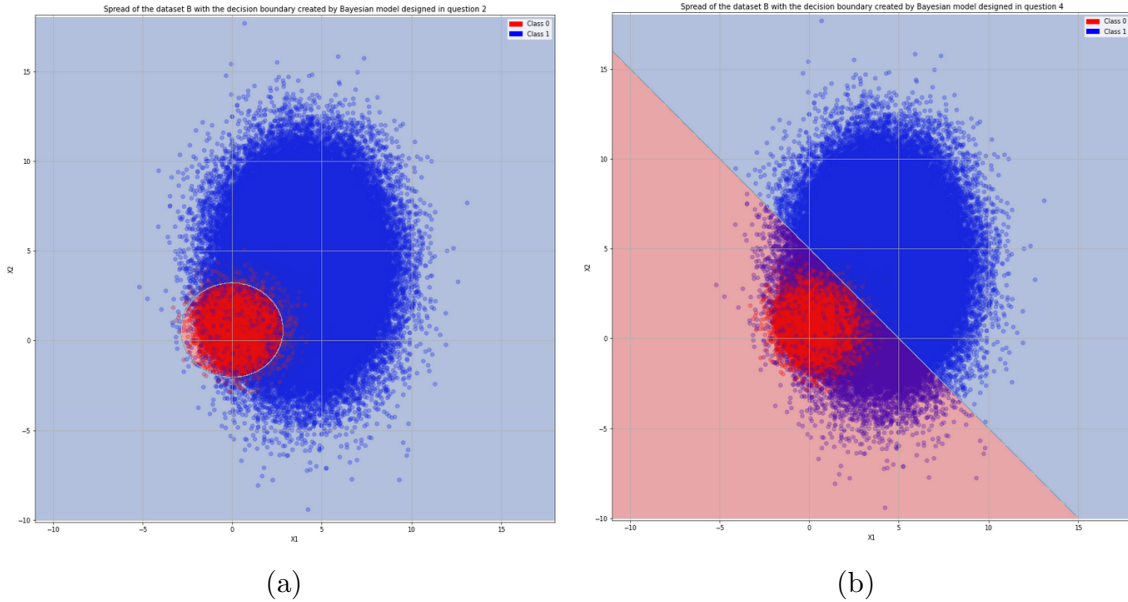 Spread of the dataset B with the decision boundary created by Bayesian model designed in question 2
Class 0
Class 1
15
10
5
0
−5
−10
X2
−10
−5
0
5
10
15
X1
(a)
Spread of the dataset B with the decision boundary created by Bayesian model designed in question 4
Class 0
Class 1
15
10
5
0
−5
−10
X2
−10
−5
0
5
10
15
X1
(b)